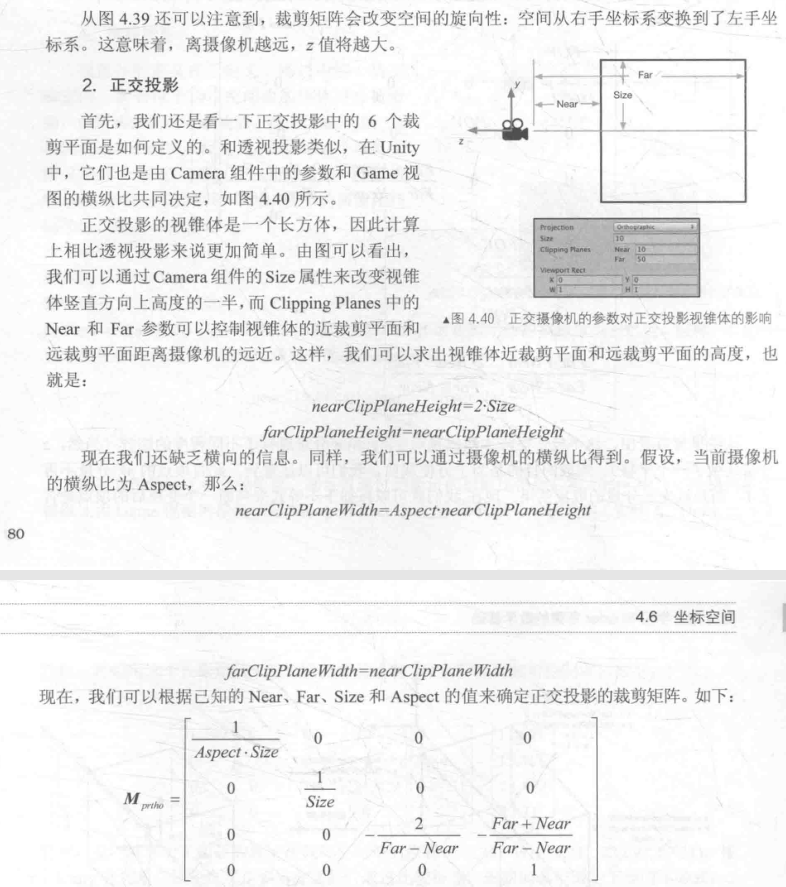 从图 4.39 还可以注意到，裁剪矩阵会改变空间的旋向性：空间从右手坐标系变换到了左手坐
标系。这意味着，离摄像机越远，z 值将越大。
2. 正交投影
首先，我们还是看一下正交投影中的 6 个裁
剪平面是如何定义的。和透视投影类似，在 Unity
中，它们也是由 Camera 组件中的参数和 Game 视
图的横纵比共同决定，如图 4.40 所示。
正交投影的视锥体是一个长方体，因此计算
上相比透视投影来说更加简单。由图可以看出，
我们可以通过 Camera 组件的 Size 属性来改变视锥
体竖直方向上高度的一半，而 Clipping Planes 中的
Near 和 Far 参数可以控制视锥体的近裁剪平面和
y
z
Near
Far
Size
Projection Orthographic
Size 10
Clipping Planes Near 10
Far 50
Viewport Rect
X 0 Y 0
W 1 H 1
▲图 4.40 正交摄像机的参数对正交投影视锥体的影响
远裁剪平面距离摄像机的远近。这样，我们可以求出视锥体近裁剪平面和远裁剪平面的高度，也
就是：
nearClipPlaneHeight=2·Size
farClipPlaneHeight=nearClipPlaneHeight
现在我们还缺乏横向的信息。同样，我们可以通过摄像机的横纵比得到。假设，当前摄像机
的横纵比为 Aspect，那么：
nearClipPlaneWidth=Aspect·nearClipPlaneHeight
80
4.6 坐标空间
farClipPlaneWidth=nearClipPlaneWidth
现在，我们可以根据已知的 Near、Far、Size 和 Aspect 的值来确定正交投影的裁剪矩阵。如下：
M prtho =
1/(Aspect · Size) 0 0 0
0 1/Size 0 0
0 0 -2/(Far - Near) -(Far + Near)/(Far - Near)
0 0 0 1